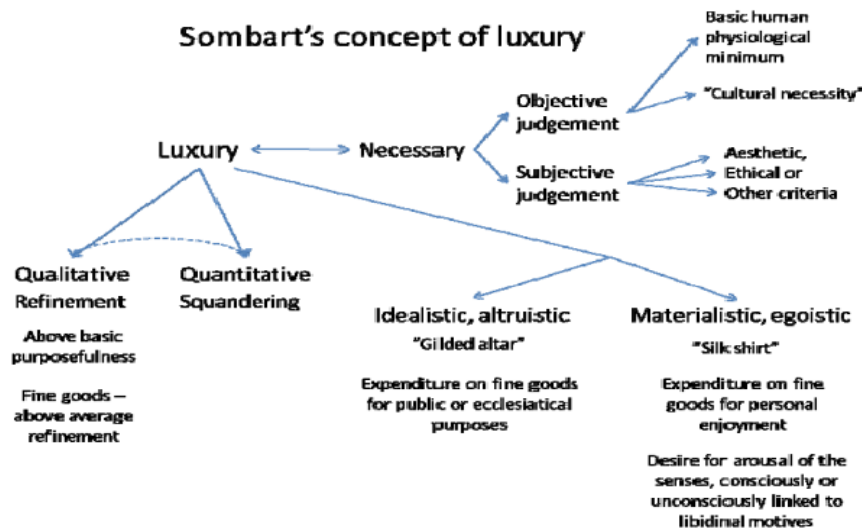 Sombart's concept of luxury
Basic human
physiological
minimum
"Cultural necessity"
Objective
judgement
Luxury
Necessary
Subjective
judgement
Aesthetic,
Ethical or
Other criteria
Qualitative
Refinement
Above basic
purposefulness
Fine goods –
above average
refinement
Quantitative
Squandering
Idealistic, altruistic
"Gilded altar"
Expenditure on fine goods
for public or ecclesiatical
purposes
Materialistic, egoistic
"Silk shirt"
Expenditure on fine
goods for personal
enjoyment
Desire for arousal of the
senses, consciously or
unconsciously linked to
libidinal motives